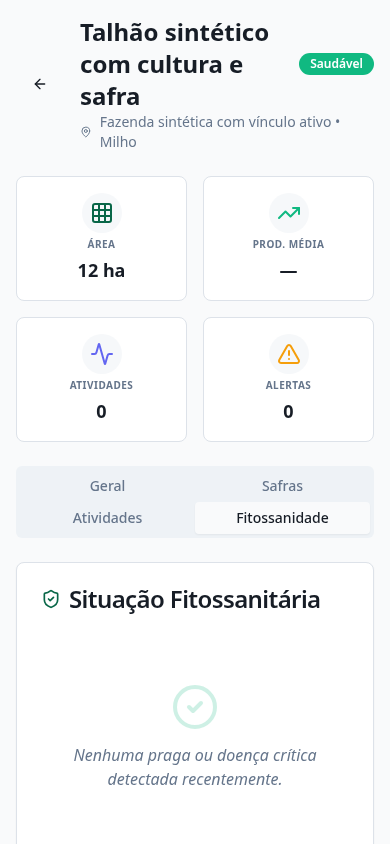 Talhão sintético
com cultura e
safra
Saudável
Fazenda sintética com vínculo ativo •
Milho
ÁREA
12 ha
PROD. MÉDIA
—
ATIVIDADES
0
ALERTAS
0
Geral
Safras
Atividades
Fitossanidade
Situação Fitossanitária
Nenhuma praga ou doença crítica
detectada recentemente.